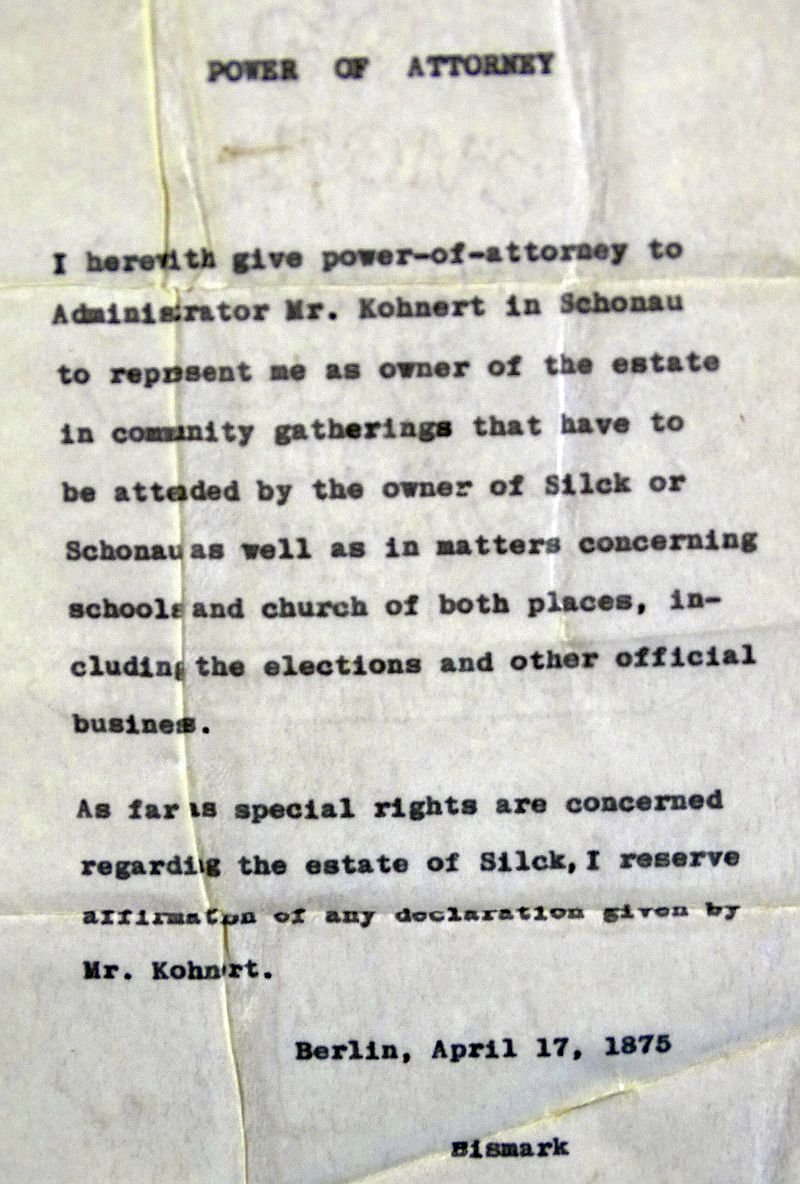 POWER OF ATTORNEY
I herewith give power-of-attorney to
Administrator Mr. Kohnert in Schonau
to represent me as owner of the estate
in community gatherings that have to
be attended by the owner of Silck or
Schonau as well as in matters concerning
schools and church of both places, in-
cluding the elections and other official
business.
As far as special rights are concerned
regarding the estate of Silck, I reserve
affirmation of any declaration given by
Mr. Kohnert.
Berlin, April 17, 1875
Bismark